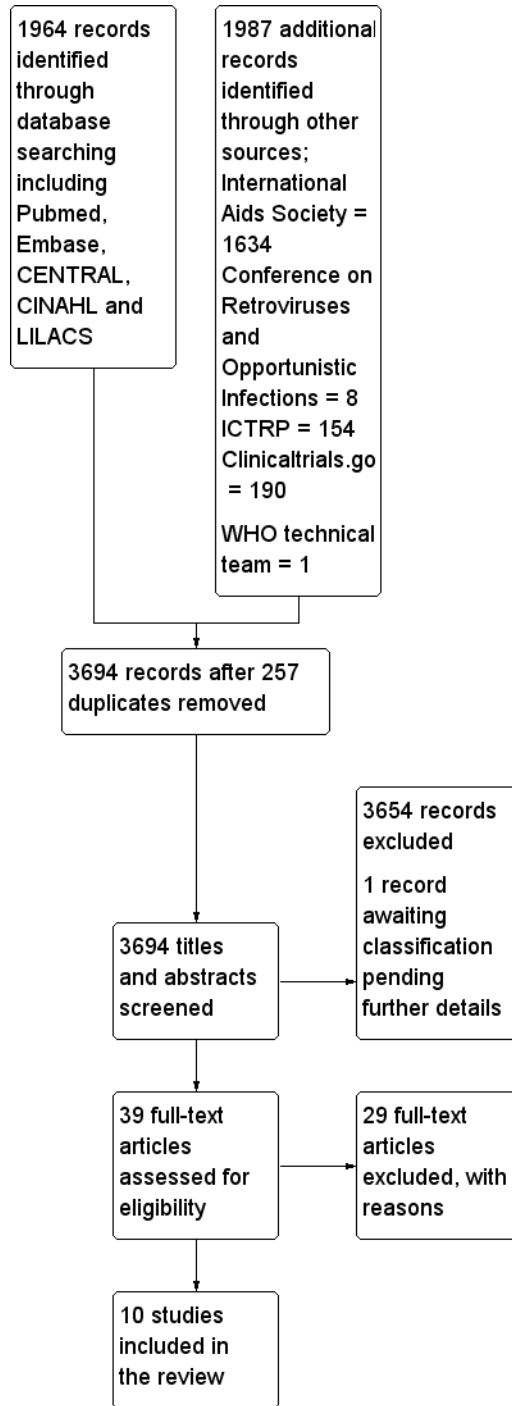 1964 records
identified
through
database
searching
including
Pubmed,
Embase,
CENTRAL,
CINAHL and
LILACS
1987 additional
records
identified
through other
sources;
International
Aids Society =
1634
Conference on
Retroviruses
and
Opportunistic
Infections = 8
ICTRP = 154
Clinicaltrials.go
= 190
WHO technical
team = 1
3694 records after 257
duplicates removed
3694 titles
and abstracts
screened
3654 records
excluded
1 record
awaiting
classification
pending
further details
39 full-text
articles
assessed for
eligibility
29 full-text
articles
excluded, with
reasons
10 studies
included in
the review